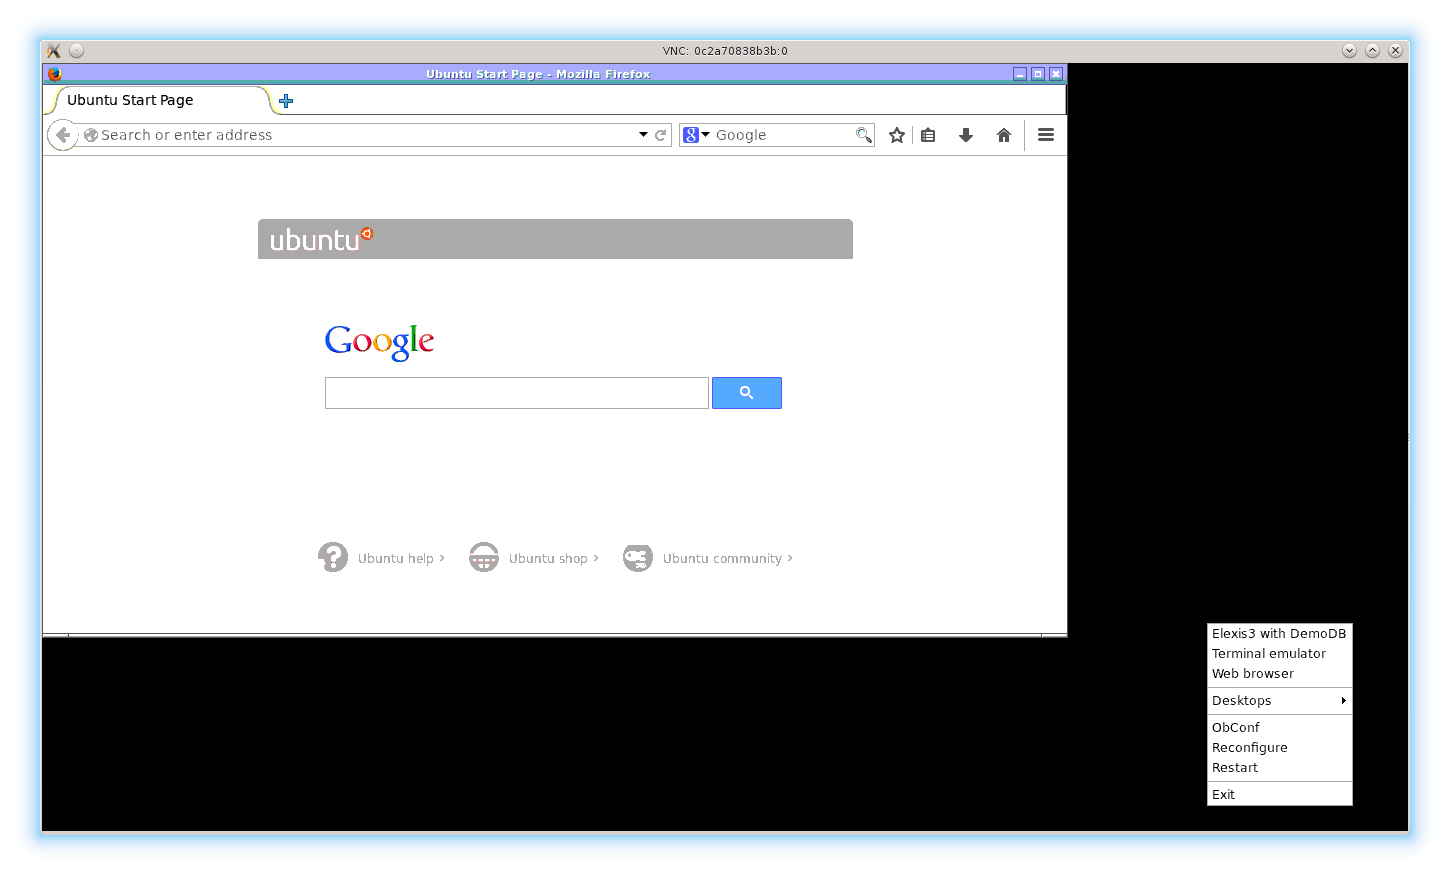 VNC: 0c2a70838b3b:0
Ubuntu Start Page - Mozilla Firefox
Ubuntu Start Page
Search or enter address
Google
ubuntu
Google
Ubuntu help ›
Ubuntu shop ›
Ubuntu community ›
Elexis3 with DemoDB
Terminal emulator
Web browser
Desktops
ObConf
Reconfigure
Restart
Exit